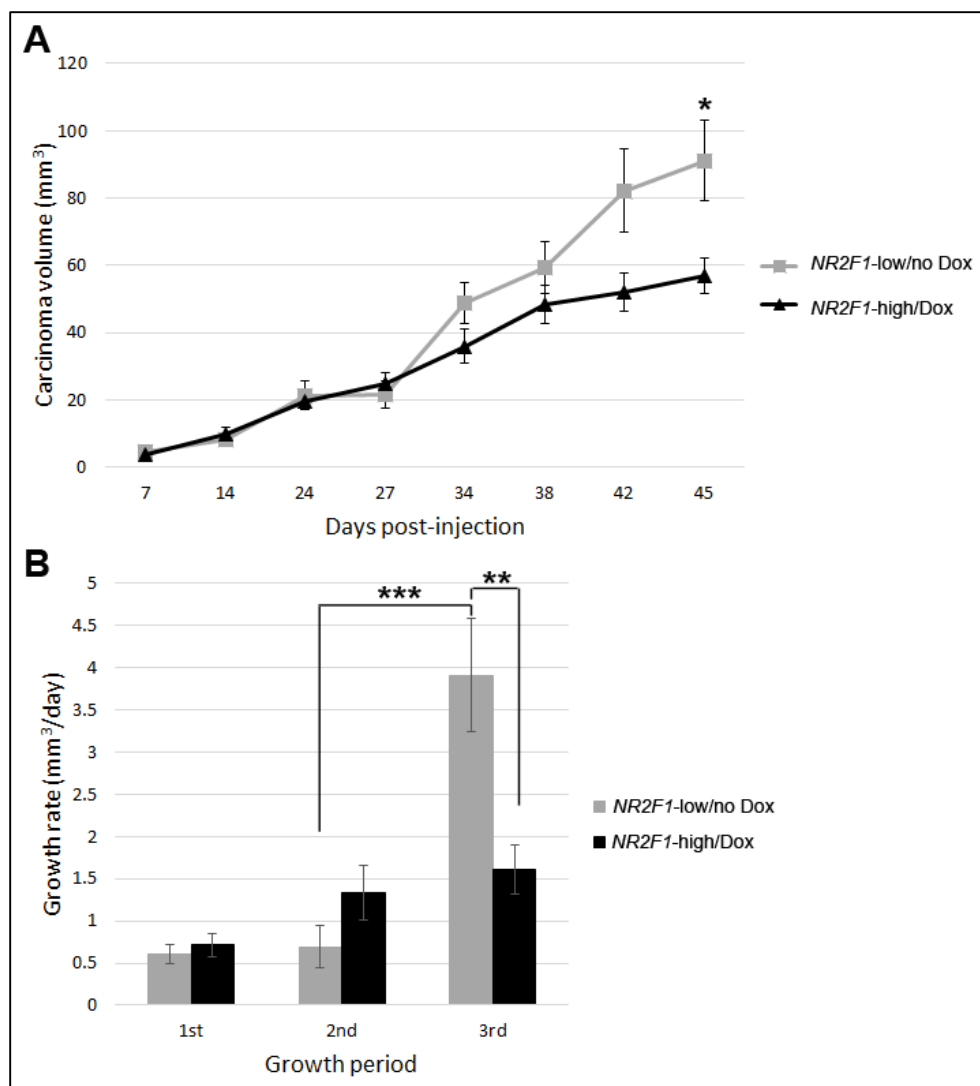 A
120
100
80
60
40
20
0
Carcinoma volume (mm³)
*
7 14 24 27 34 38 42 45
Days post-injection
NR2F1-low/no Dox
NR2F1-high/Dox
B
5
4.5
4
3.5
3
2.5
2
1.5
1
0.5
0
Growth rate (mm³/day)
***
**
1st 2nd 3rd
Growth period
NR2F1-low/no Dox
NR2F1-high/Dox